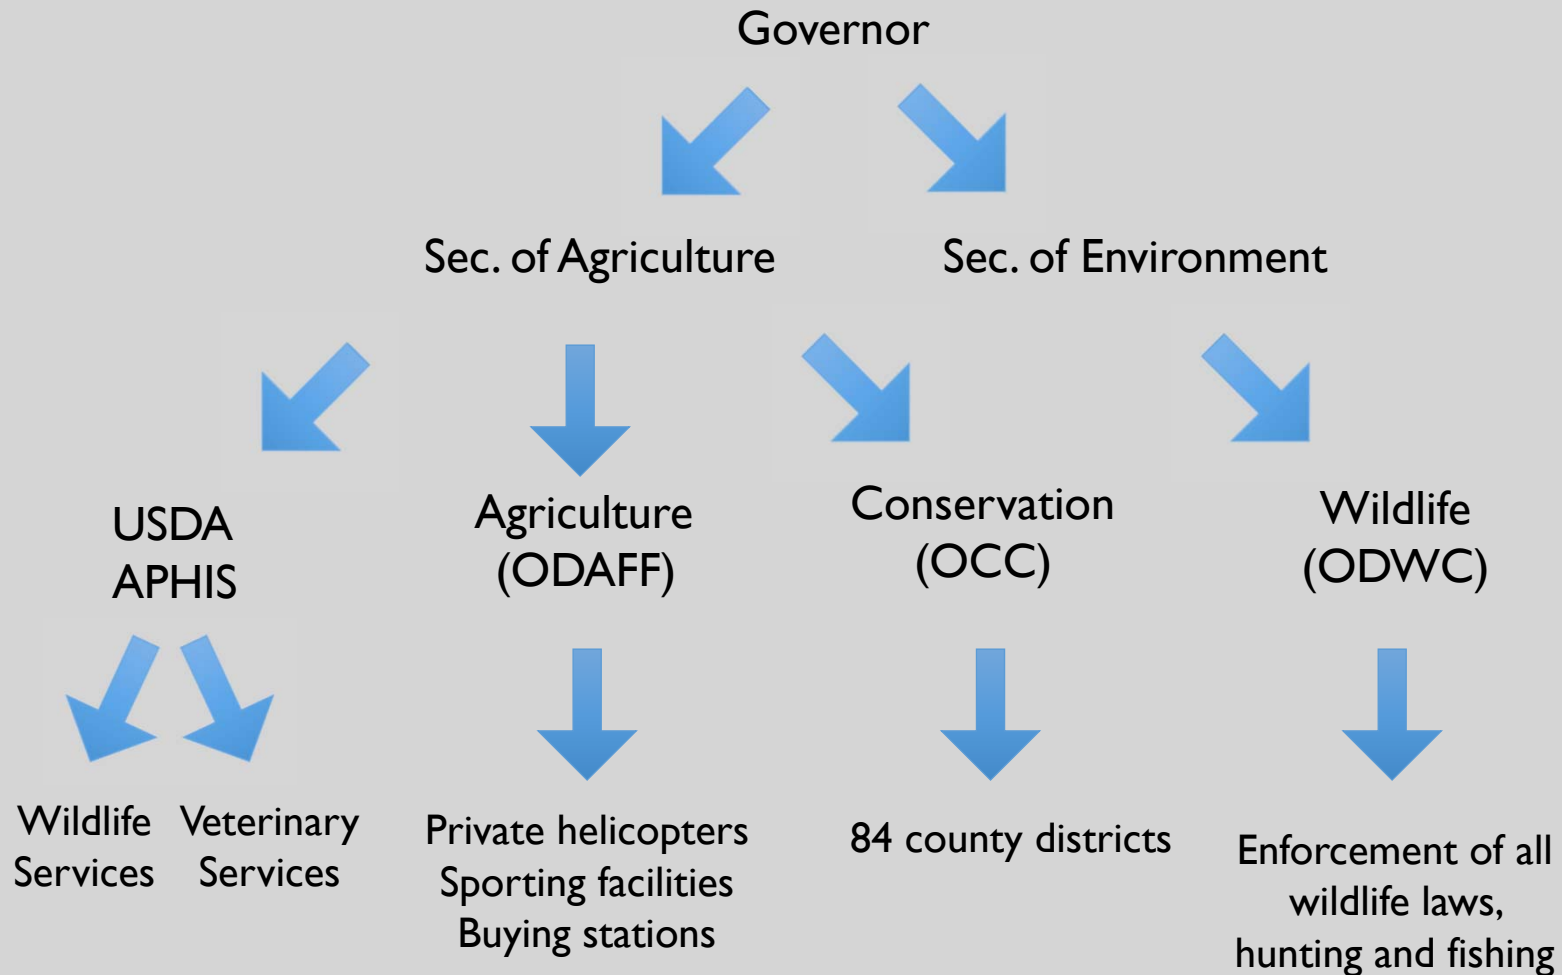 Governor
Sec. of Agriculture
Sec. of Environment
USDA
APHIS
Agriculture
(ODAFF)
Conservation
(OCC)
Wildlife
(ODWC)
Wildlife
Services
Veterinary
Services
Private helicopters
Sporting facilities
Buying stations
84 county districts
Enforcement of all
wildlife laws,
hunting and fishing